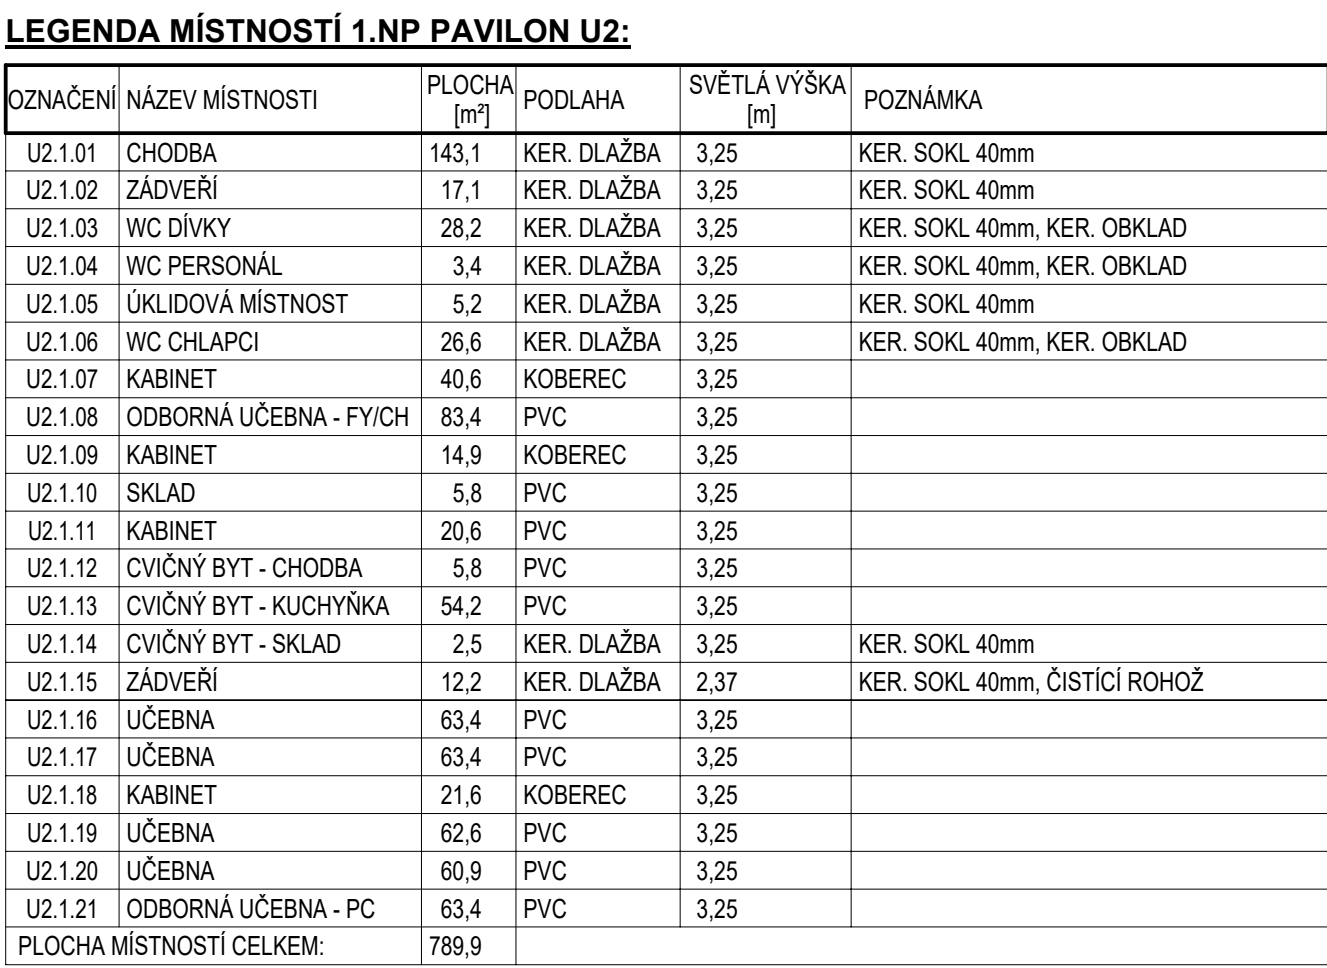 LEGENDA MÍSTNOSTÍ 1.NP PAVILON U2:
OZNAČENÍ NÁZEV MÍSTNOSTI PLOCHA [m²] PODLAHA SVĚTLÁ VÝŠKA [m] POZNÁMKA
U2.1.01 CHODBA 143,1 KER. DLAŽBA 3,25 KER. SOKL 40mm
U2.1.02 ZÁDVEŘÍ 17,1 KER. DLAŽBA 3,25 KER. SOKL 40mm
U2.1.03 WC DÍVKY 28,2 KER. DLAŽBA 3,25 KER. SOKL 40mm, KER. OBKLAD
U2.1.04 WC PERSONÁL 3,4 KER. DLAŽBA 3,25 KER. SOKL 40mm, KER. OBKLAD
U2.1.05 ÚKLIDOVÁ MÍSTNOST 5,2 KER. DLAŽBA 3,25 KER. SOKL 40mm
U2.1.06 WC CHLAPCI 26,6 KER. DLAŽBA 3,25 KER. SOKL 40mm, KER. OBKLAD
U2.1.07 KABINET 40,6 KOBEREC 3,25
U2.1.08 ODBORNÁ UČEBNA - FY/CH 83,4 PVC 3,25
U2.1.09 KABINET 14,9 KOBEREC 3,25
U2.1.10 SKLAD 5,8 PVC 3,25
U2.1.11 KABINET 20,6 PVC 3,25
U2.1.12 CVIČNÝ BYT - CHODBA 5,8 PVC 3,25
U2.1.13 CVIČNÝ BYT - KUCHYŇKA 54,2 PVC 3,25
U2.1.14 CVIČNÝ BYT - SKLAD 2,5 KER. DLAŽBA 3,25 KER. SOKL 40mm
U2.1.15 ZÁDVEŘÍ 12,2 KER. DLAŽBA 2,37 KER. SOKL 40mm, ČISTÍCÍ ROHOŽ
U2.1.16 UČEBNA 63,4 PVC 3,25
U2.1.17 UČEBNA 63,4 PVC 3,25
U2.1.18 KABINET 21,6 KOBEREC 3,25
U2.1.19 UČEBNA 62,6 PVC 3,25
U2.1.20 UČEBNA 60,9 PVC 3,25
U2.1.21 ODBORNÁ UČEBNA - PC 63,4 PVC 3,25
PLOCHA MÍSTNOSTÍ CELKEM: 789,9